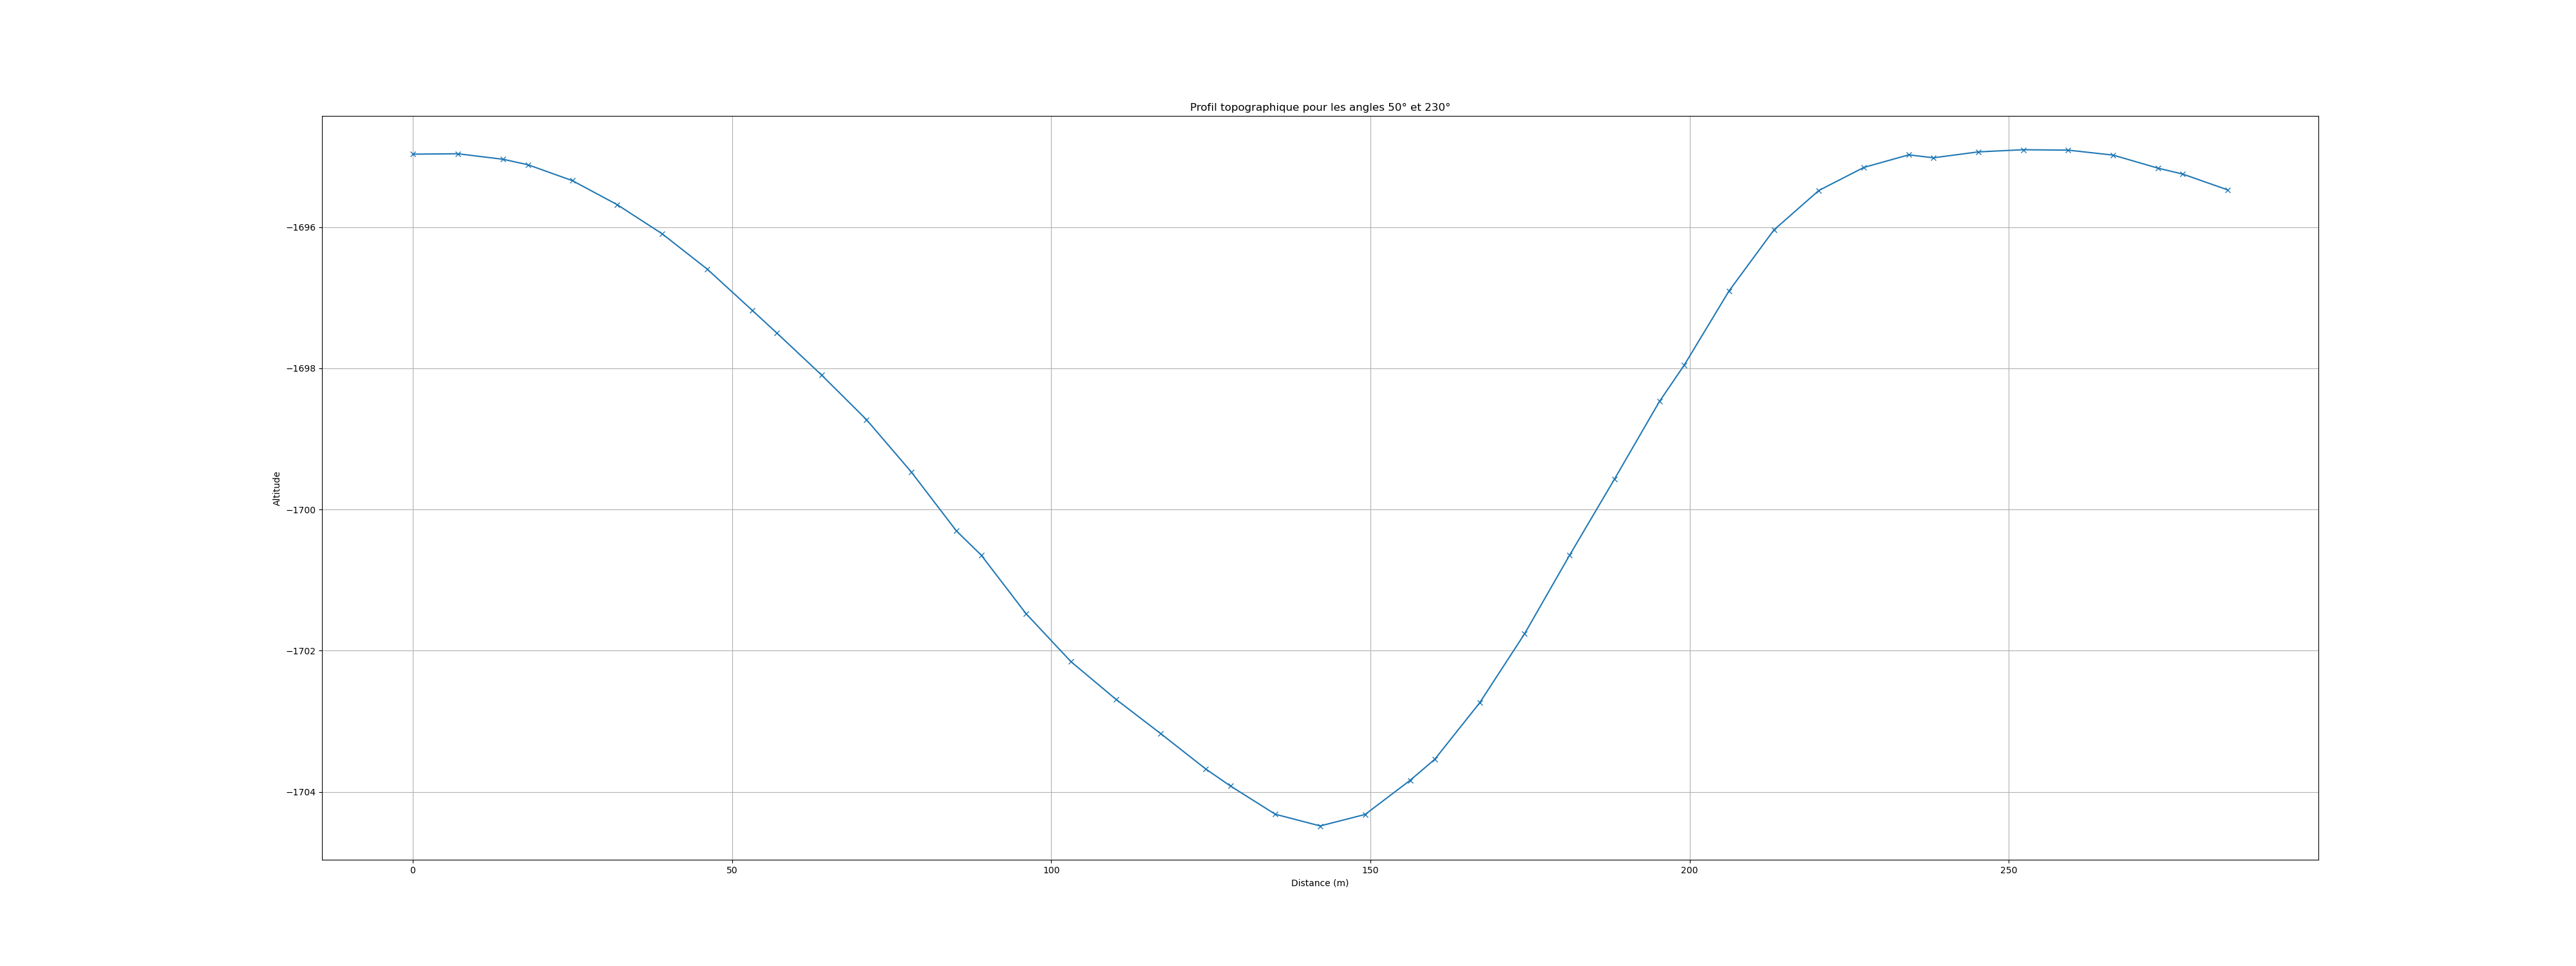 Profil topographique pour les angles 50° et 230°
Altitude
−1696
−1698
−1700
−1702
−1704
0 50 100 150 200 250
Distance (m)